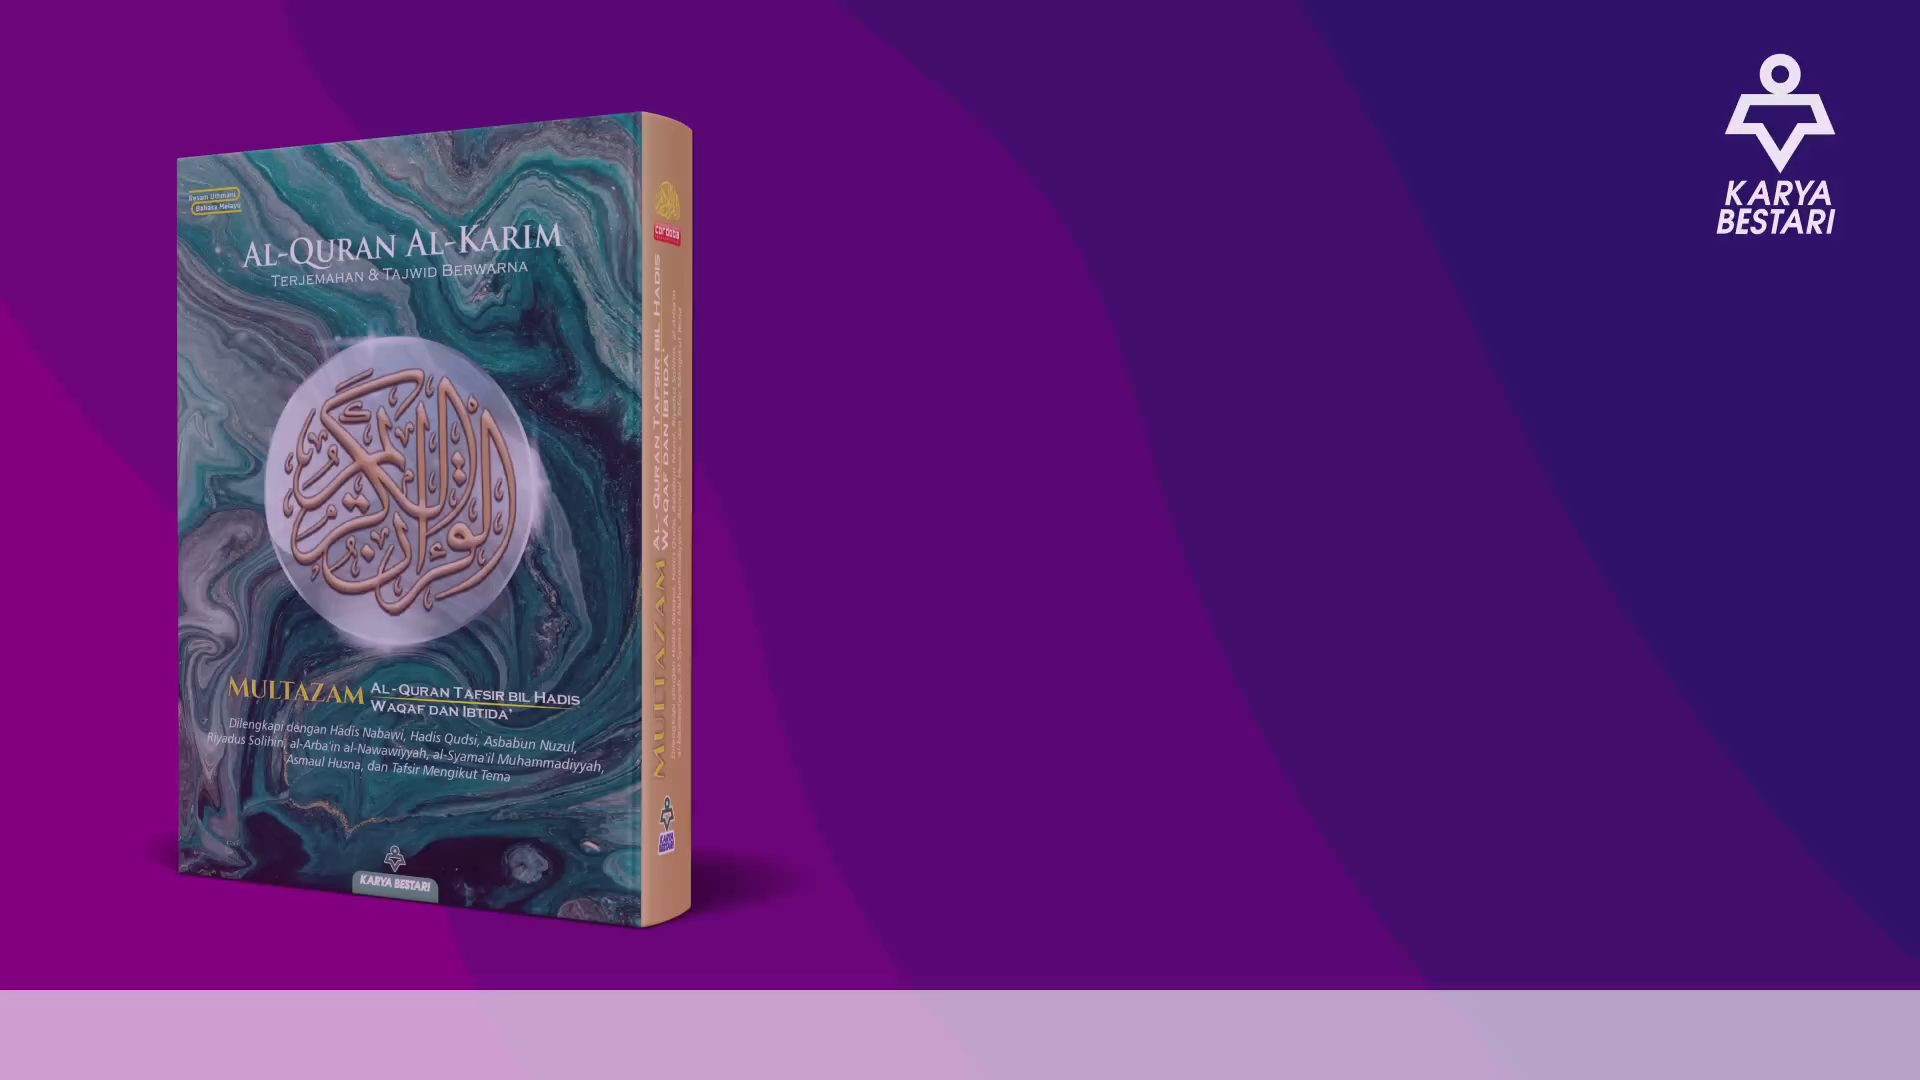 Resam Uthmani
Bahasa Melayu
AL-QURAN AL-KARIM
TERJEMAHAN & TAJWID BERWARNA
القرآن الكريم
MULTAZAM
AL-QURAN TAFSIR BIL HADIS
WAQAF DAN IBTIDA'
Dilengkapi dengan Hadis Nabawi, Hadis Qudsi, Asbabun Nuzul,
Riyadus Solihin, al-Arba'in al-Nawawiyyah, al-Syama'il Muhammadiyyah,
Asmaul Husna, dan Tafsir Mengikut Tema
KARYA BESTARI
cordoba
MULTAZAM
AL-QURAN TAFSIR BIL HADIS
WAQAF DAN IBTIDA'
KARYA
BESTARI
KARYA
BESTARI